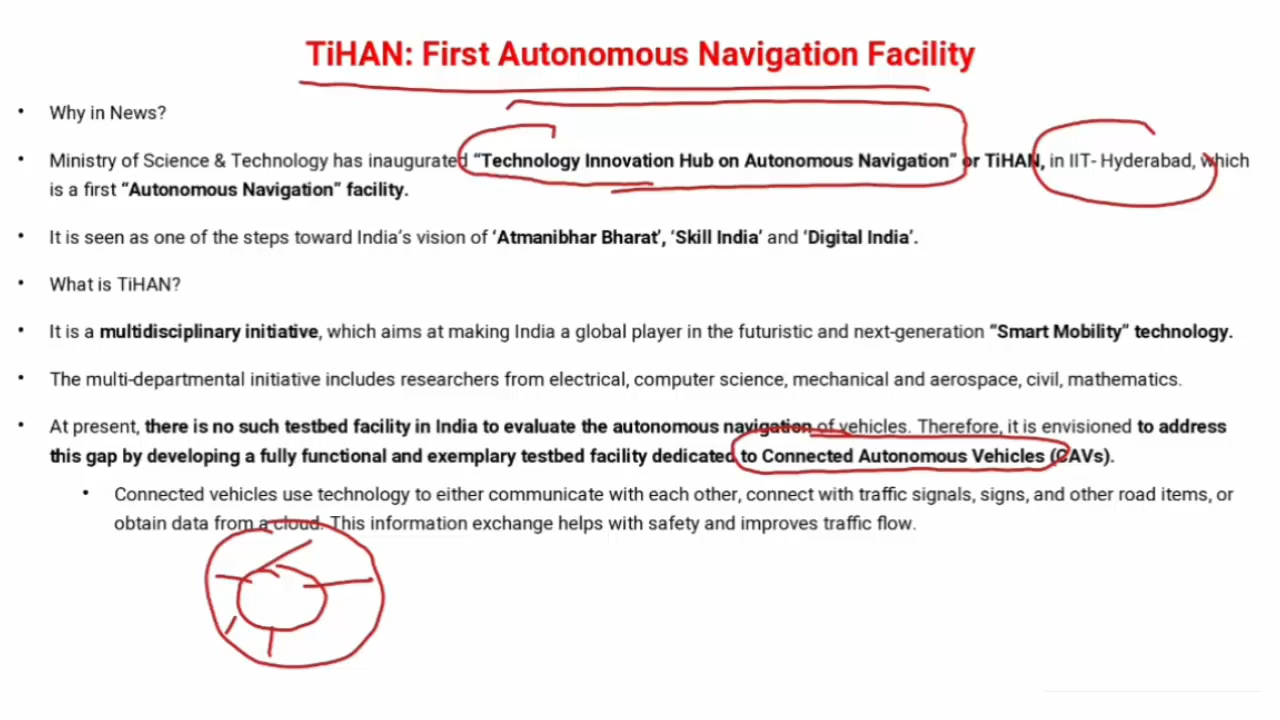 TiHAN: First Autonomous Navigation Facility
• Why in News?
• Ministry of Science & Technology has inaugurated “Technology Innovation Hub on Autonomous Navigation” or TiHAN, in IIT- Hyderabad, which
is a first “Autonomous Navigation” facility.
• It is seen as one of the steps toward India’s vision of ‘Atmanibhar Bharat’, ‘Skill India’ and ‘Digital India’.
• What is TiHAN?
• It is a multidisciplinary initiative, which aims at making India a global player in the futuristic and next-generation “Smart Mobility” technology.
• The multi-departmental initiative includes researchers from electrical, computer science, mechanical and aerospace, civil, mathematics.
• At present, there is no such testbed facility in India to evaluate the autonomous navigation of vehicles. Therefore, it is envisioned to address
this gap by developing a fully functional and exemplary testbed facility dedicated to Connected Autonomous Vehicles (CAVs).
• Connected vehicles use technology to either communicate with each other, connect with traffic signals, signs, and other road items, or
obtain data from a cloud. This information exchange helps with safety and improves traffic flow.